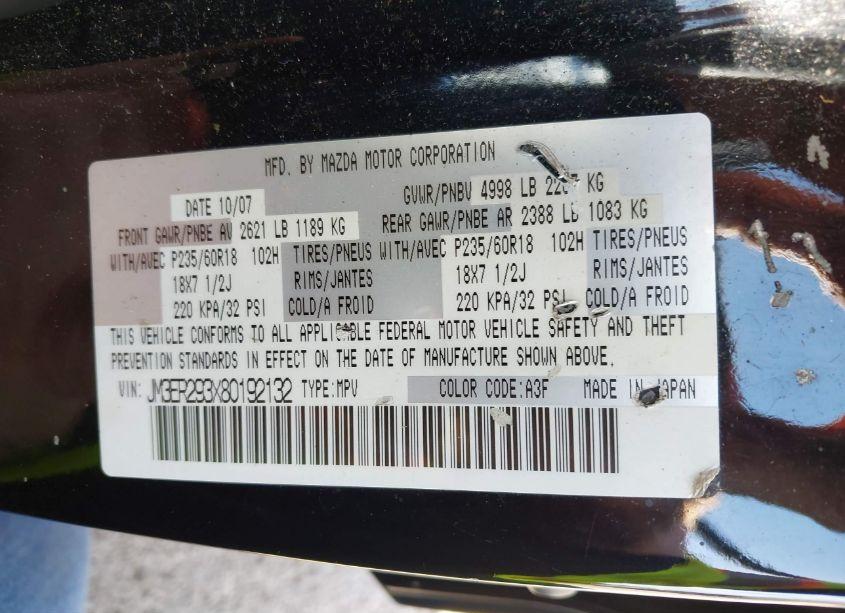 MFD. BY MAZDA MOTOR CORPORATION
DATE 10/07 GVWR/PNBV 4998 LB KG
FRONT GAWR/PNBE AV 2621 LB 1189 KG REAR GAWR/PNBE AR 2388 LB 1083 KG
WITH/AVEC P235/60R18 102H TIRES/PNEUS WITH/AVEC P235/60R18 102H TIRES/PNEUS
18X7 1/2J RIMS/JANTES 18X7 1/2J RIMS/JANTES
220 KPA/32 PSI COLD/A FROID 220 KPA/32 PSI COLD/A FROID
THIS VEHICLE CONFORMS TO ALL APPLICABLE FEDERAL MOTOR VEHICLE SAFETY AND THEFT
PREVENTION STANDARDS IN EFFECT ON THE DATE OF MANUFACTURE SHOWN ABOVE.
VIN: JM3ER293X80192132 TYPE:MPV COLOR CODE:A3F MADE IN JAPAN